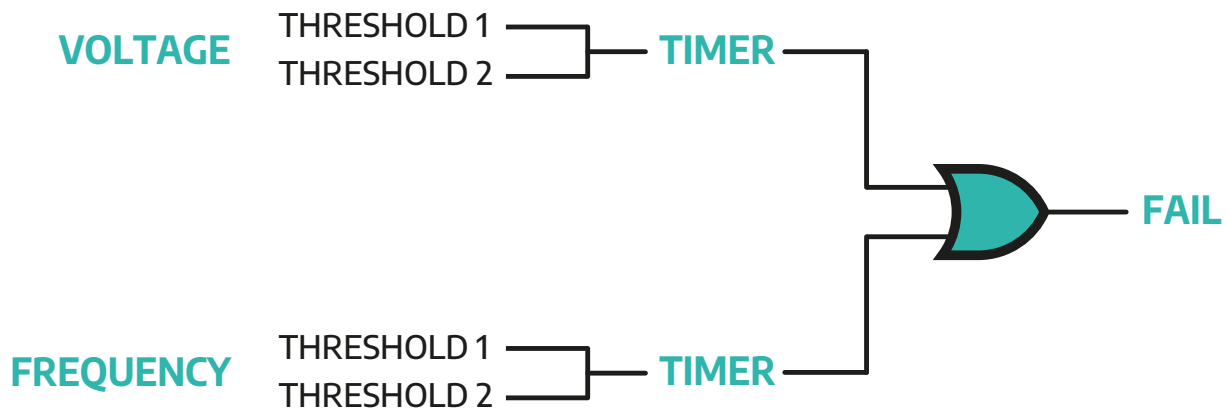 THRESHOLD 1
VOLTAGE
TIMER
THRESHOLD 2
FAIL
THRESHOLD 1
FREQUENCY
TIMER
THRESHOLD 2